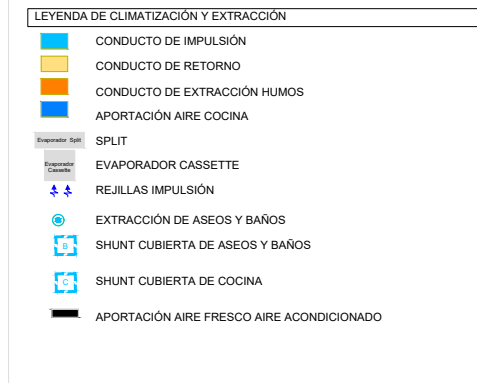 LEYENDA DE CLIMATIZACIÓN Y EXTRACCIÓN
CONDUCTO DE IMPULSIÓN
CONDUCTO DE RETORNO
CONDUCTO DE EXTRACCIÓN HUMOS
APORTACIÓN AIRE COCINA
Evaporador Split SPLIT
Evaporador
Cassette
EVAPORADOR CASSETTE
REJILLAS IMPULSIÓN
EXTRACCIÓN DE ASEOS Y BAÑOS
B SHUNT CUBIERTA DE ASEOS Y BAÑOS
C SHUNT CUBIERTA DE COCINA
APORTACIÓN AIRE FRESCO AIRE ACONDICIONADO